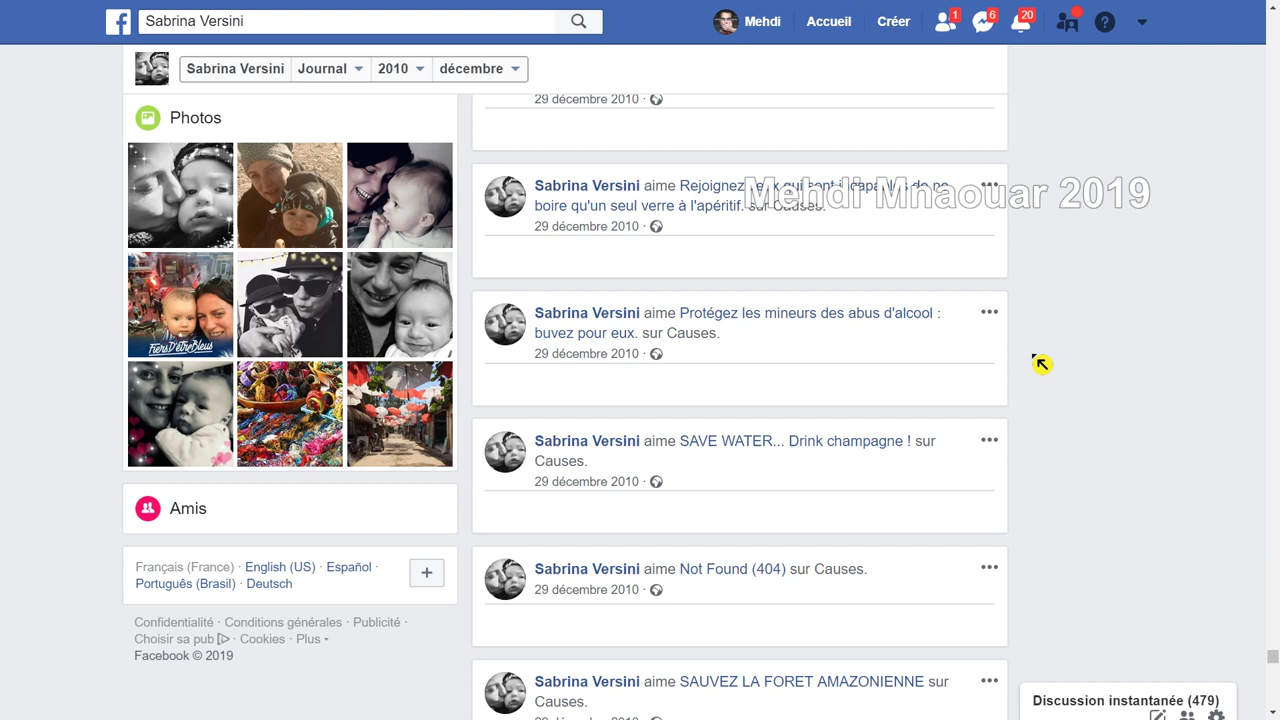 Sabrina Versini
Mehdi
Accueil
Créer
1
6
20
Sabrina Versini
Journal
2010
décembre
Photos
FIERS D'ÊTRE BLEUS
Amis
Français (France) · English (US) · Español ·
Português (Brasil) · Deutsch
Confidentialité · Conditions générales · Publicité ·
Choisir sa pub · Cookies · Plus
Facebook © 2019
29 décembre 2010 ·
Sabrina Versini aime Rejoignez
boire qu'un seul verre à l'apéritif. sur Causes.
29 décembre 2010 ·
Mehdi Mnaouar 2019
Sabrina Versini aime Protégez les mineurs des abus d'alcool :
buvez pour eux. sur Causes.
29 décembre 2010 ·
Sabrina Versini aime SAVE WATER... Drink champagne ! sur
Causes.
29 décembre 2010 ·
Sabrina Versini aime Not Found (404) sur Causes.
29 décembre 2010 ·
Sabrina Versini aime SAUVEZ LA FORET AMAZONIENNE sur
Causes.
29 décembre 2010 ·
Discussion instantanée (479)